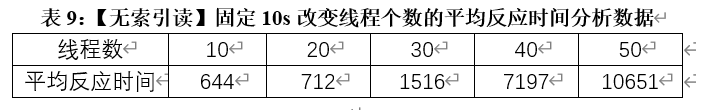 表 9：【无索引读】固定 10s 改变线程个数的平均反应时间分析数据
线程数 10 20 30 40 50
平均反应时间 644 712 1516 7197 10651